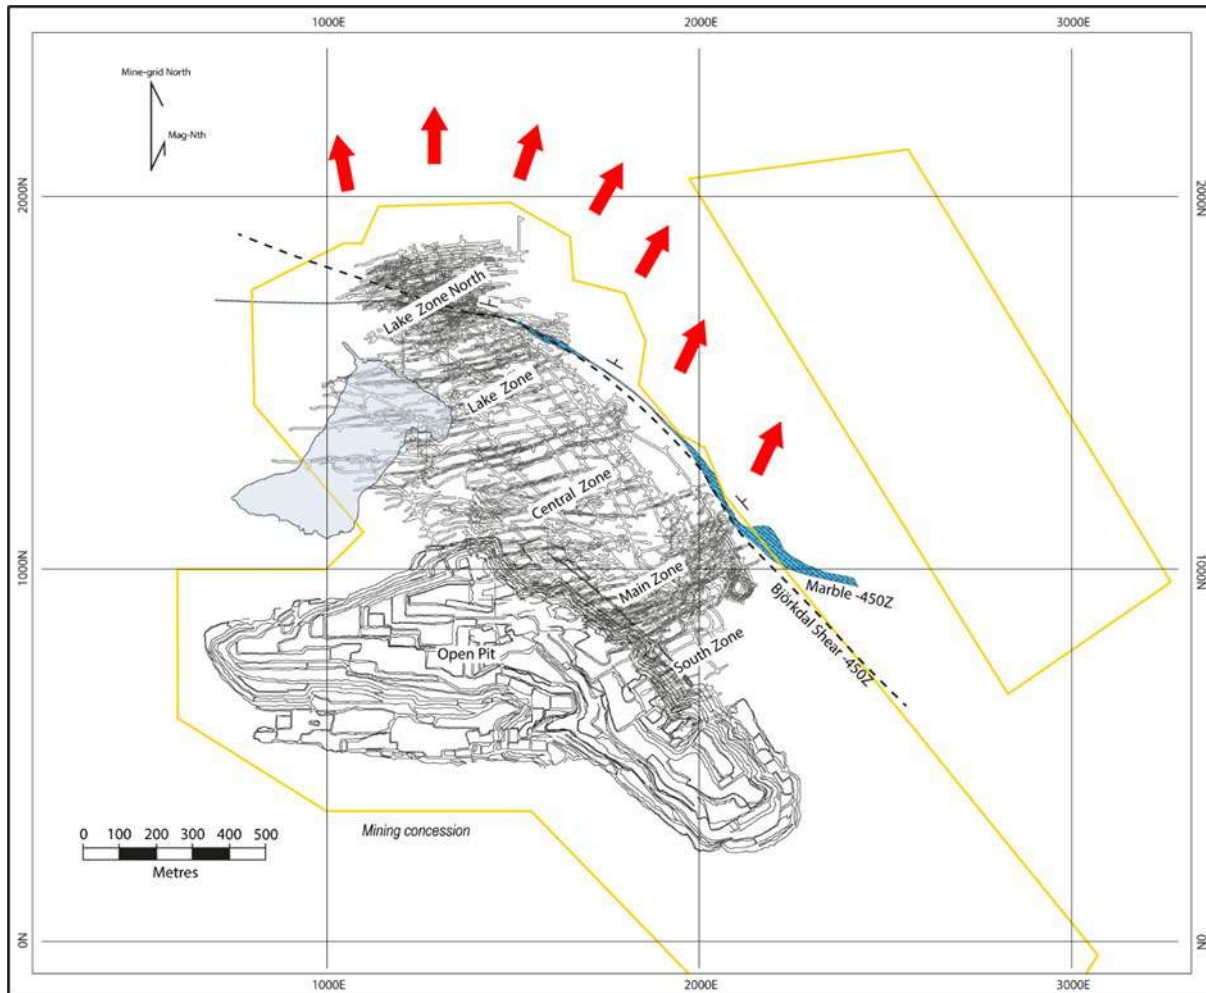 1000E
2000E
3000E
Mine-grid North
Mag-Nth
2000N
2000N
Lake Zone North
Lake Zone
Central Zone
1000N
1000N
Main Zone
Marble -450Z
Björkdal Shear -450Z
South Zone
Open Pit
Mining concession
0 100 200 300 400 500
Metres
0N
0N
1000E
2000E
3000E